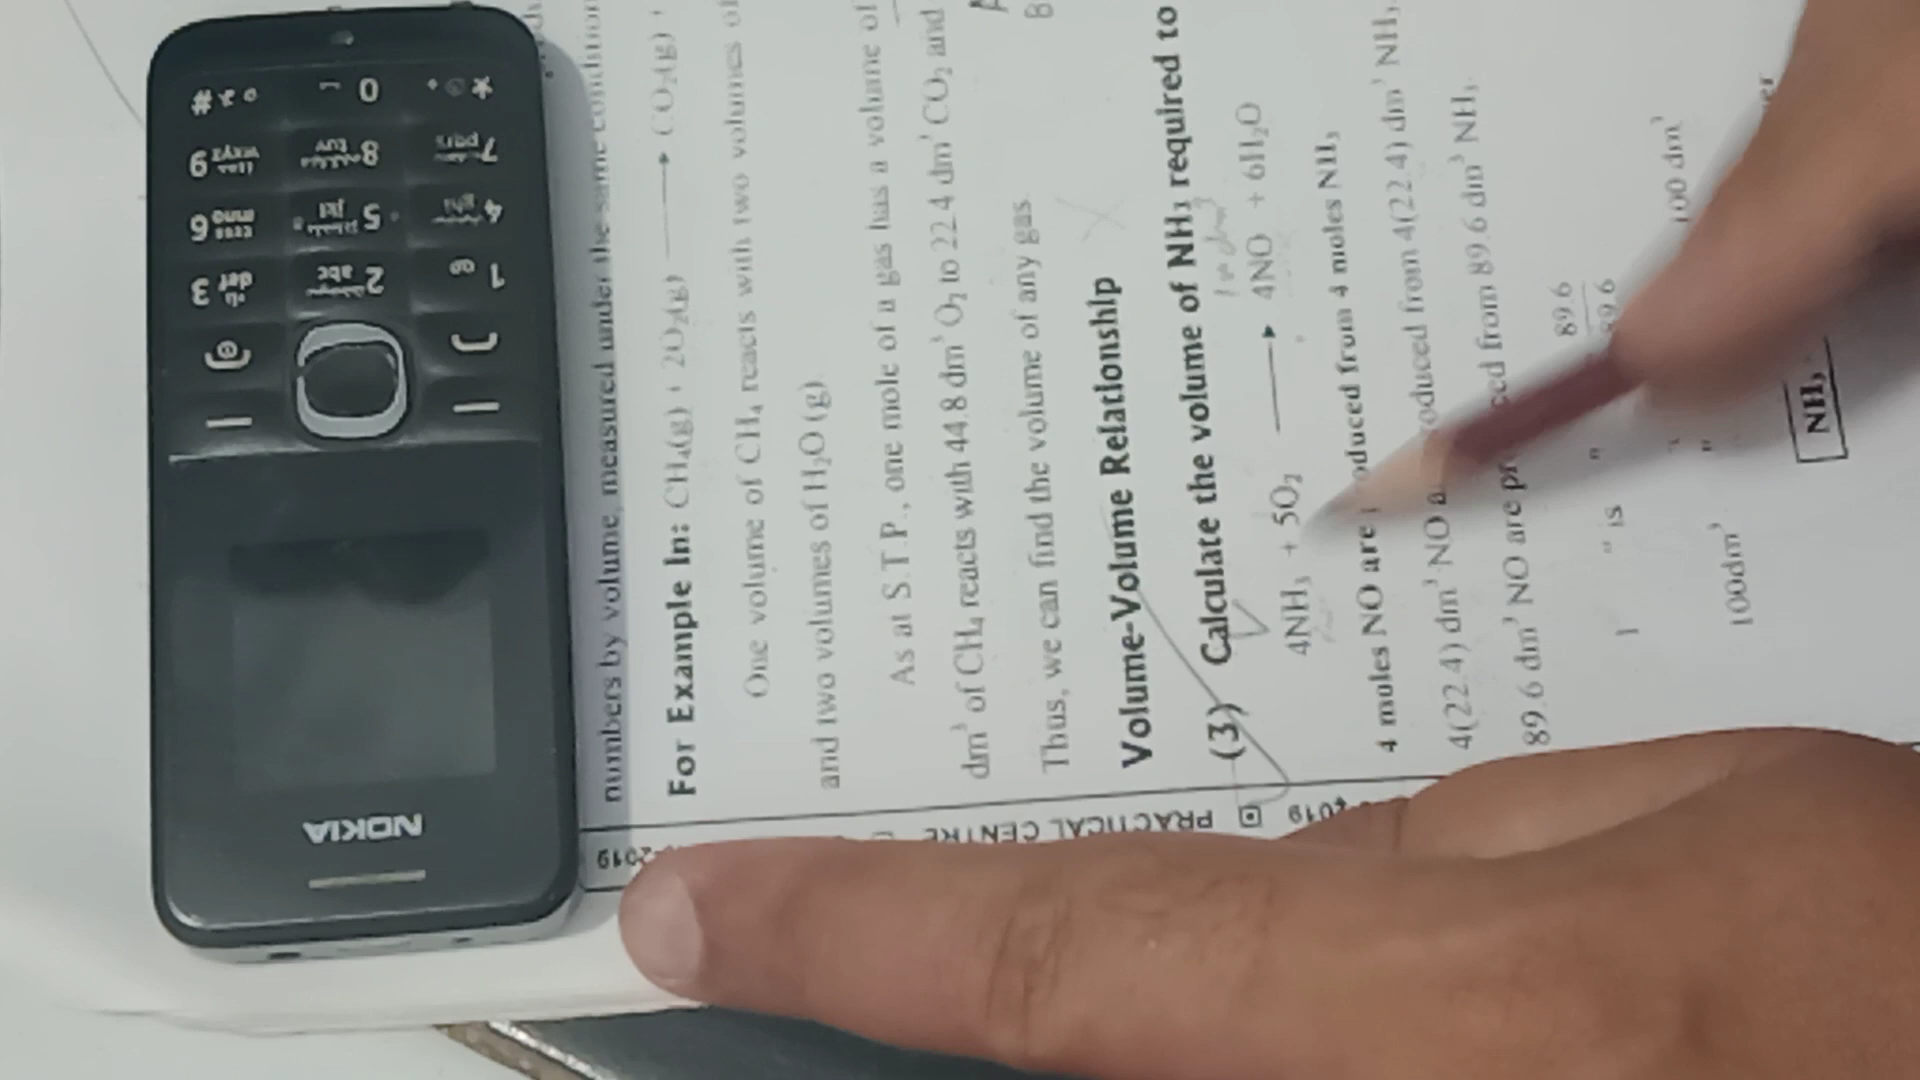 numbers by volume, measured under the same condition
For Example In: CH₄(g) + 2O₂(g) → CO₂(g) +
One volume of CH₄ reacts with two volumes of
and two volumes of H₂O (g)
As at S.T.P., one mole of a gas has a volume of
dm³ of CH₄ reacts with 44.8 dm³ O₂ to 22.4 dm³ CO₂ and
Thus, we can find the volume of any gas.
Volume-Volume Relationship
(3) Calculate the volume of NH₃ required to
4NH₃ + 5O₂ → 4NO + 6H₂O
4 moles NO are produced from 4 moles NH₃
4(22.4) dm³ NO a oduced from 4(22.4) dm³ NH₃.
89.6 dm³ NO are pr ced from 89.6 dm³ NH₃.
89.6
1 " is " 89.6
100dm³ " 100 dm³
NH₃
2019
PRACTICAL CENTRE
2019
NOKIA
1
2 abc
3 def
4 ghi
5 jkl
6 mno
7 pqrs
8 tuv
9 wxyz
*
0
#